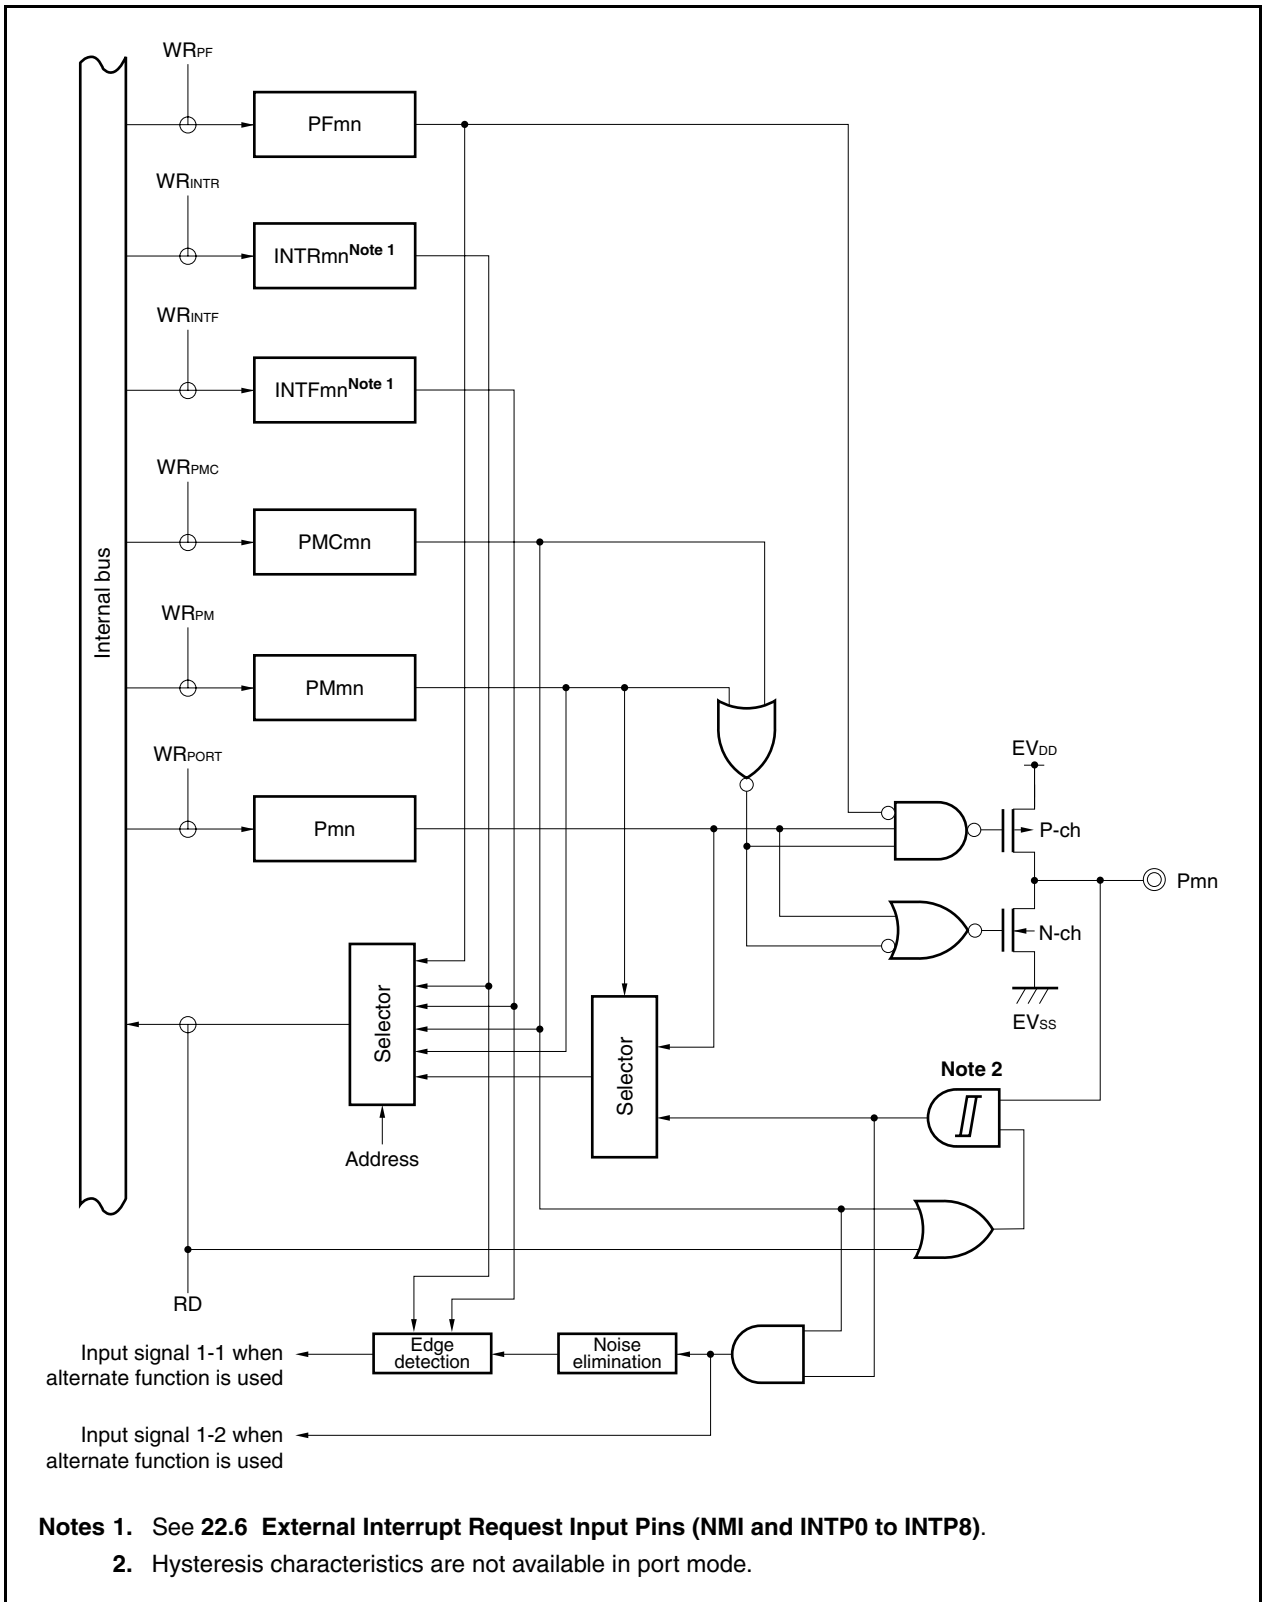 WRPF
PFmn
WRINTR
INTRmnNote 1
WRINTF
INTFmnNote 1
WRPMC
PMCmn
Internal bus
WRPM
PMmn
WRPORT
Pmn
EVDD
P-ch
Pmn
N-ch
EVSS
Selector
Selector
Note 2
Address
RD
Input signal 1-1 when
alternate function is used
Edge
detection
Noise
elimination
Input signal 1-2 when
alternate function is used
Notes 1. See 22.6 External Interrupt Request Input Pins (NMI and INTP0 to INTP8).
2. Hysteresis characteristics are not available in port mode.